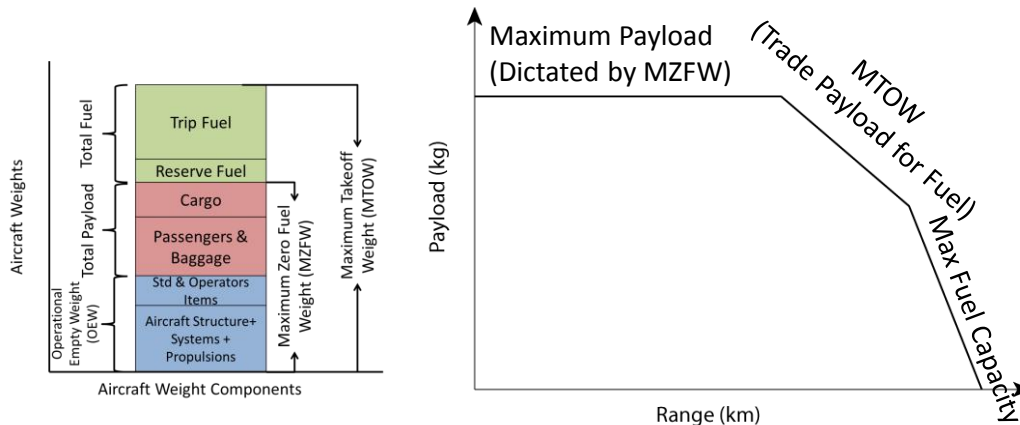 Aircraft Weights
Total Fuel
Total Payload
Operational
Empty Weight
(OEW)
Trip Fuel
Reserve Fuel
Cargo
Passengers &
Baggage
Std & Operators
Items
Aircraft Structure+
Systems +
Propulsions
Maximum Zero Fuel
Weight (MZFW)
Maximum Takeoff
Weight (MTOW)
Aircraft Weight Components
Payload (kg)
Maximum Payload
(Dictated by MZFW)
MTOW
(Trade Payload for Fuel)
Max Fuel Capacity
Range (km)